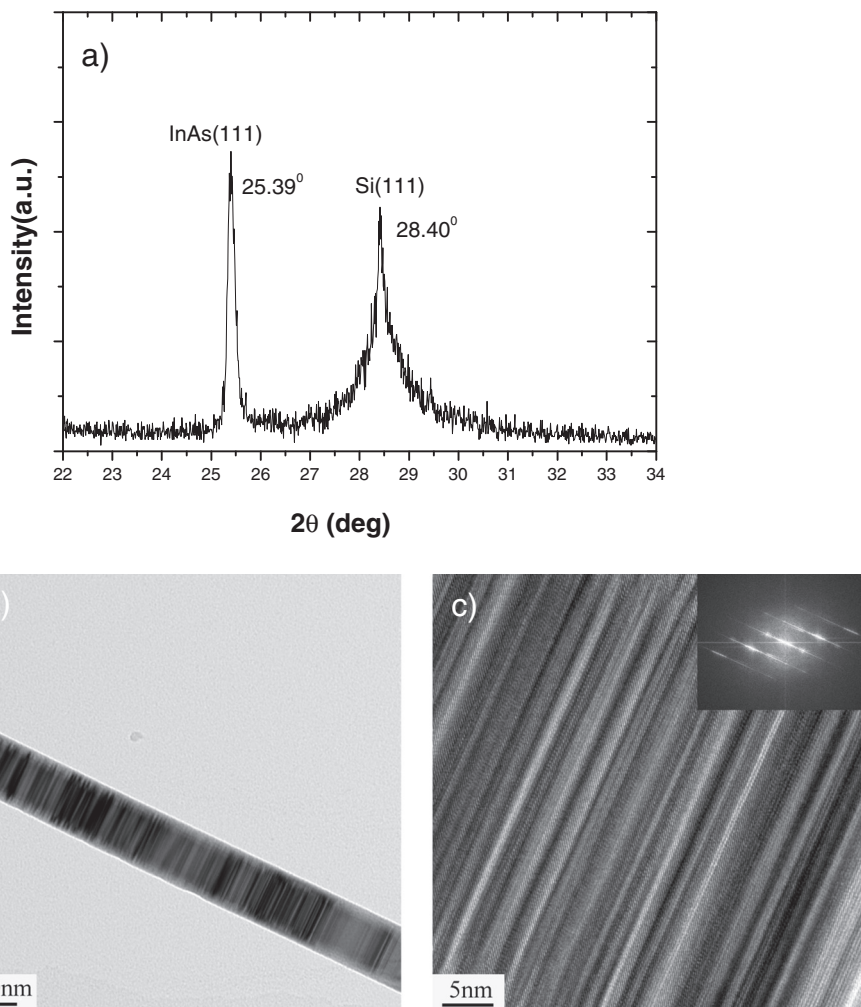 a)
InAs(111)
25.39⁰
Si(111)
28.40⁰
Intensity(a.u.)
22 23 24 25 26 27 28 29 30 31 32 33 34
2θ (deg)
)
nm
c)
5nm